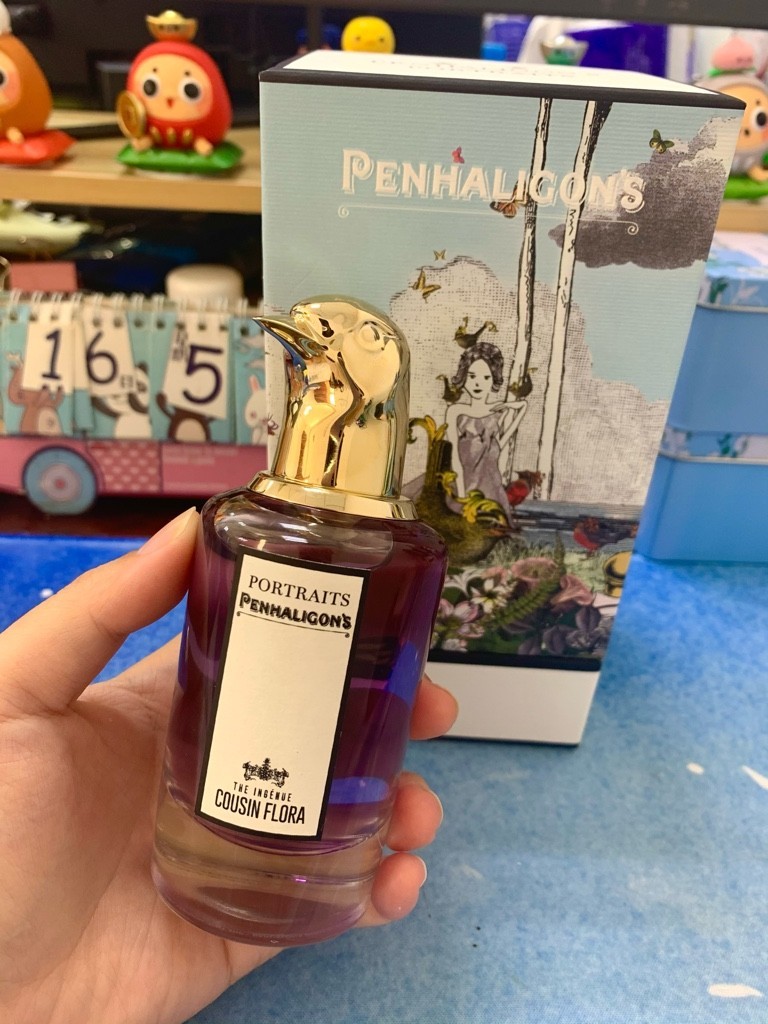 PENHALIGON'S
16
5
PORTRAITS
PENHALIGON'S
THE INGÉNUE
COUSIN FLORA